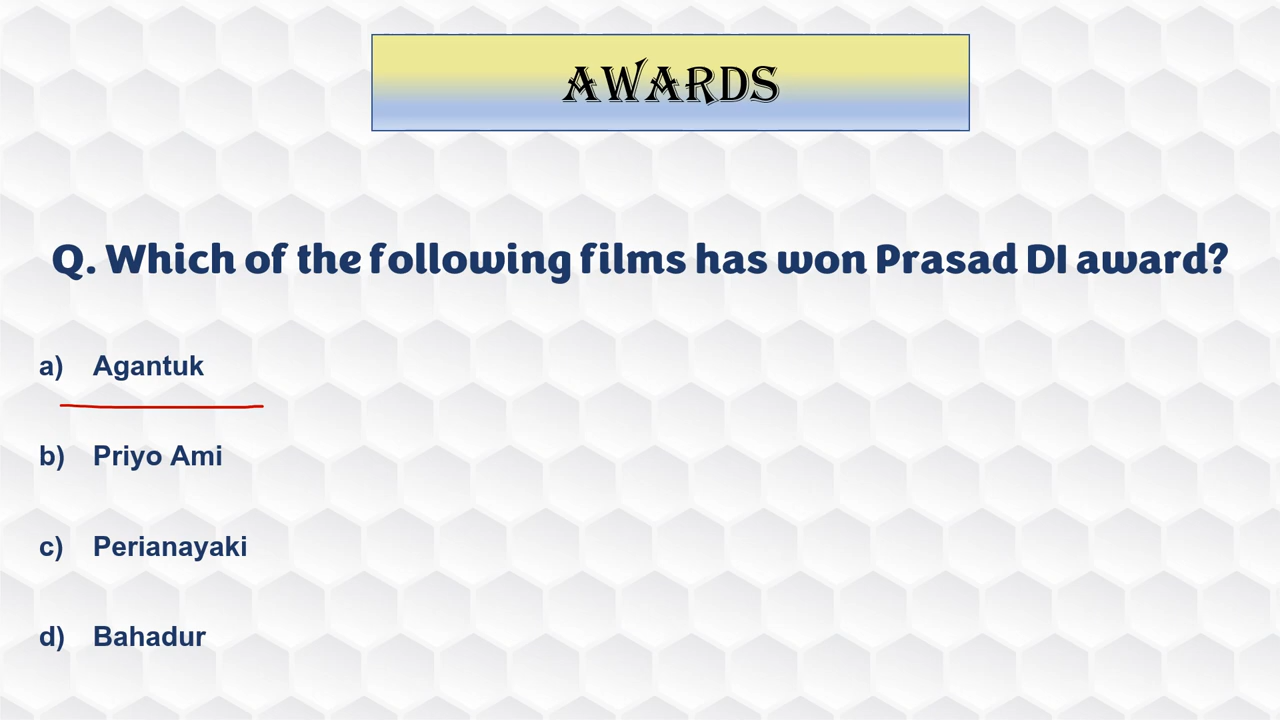 AWARDS
Q. Which of the following films has won Prasad DI award?
a) Agantuk
b) Priyo Ami
c) Perianayaki
d) Bahadur